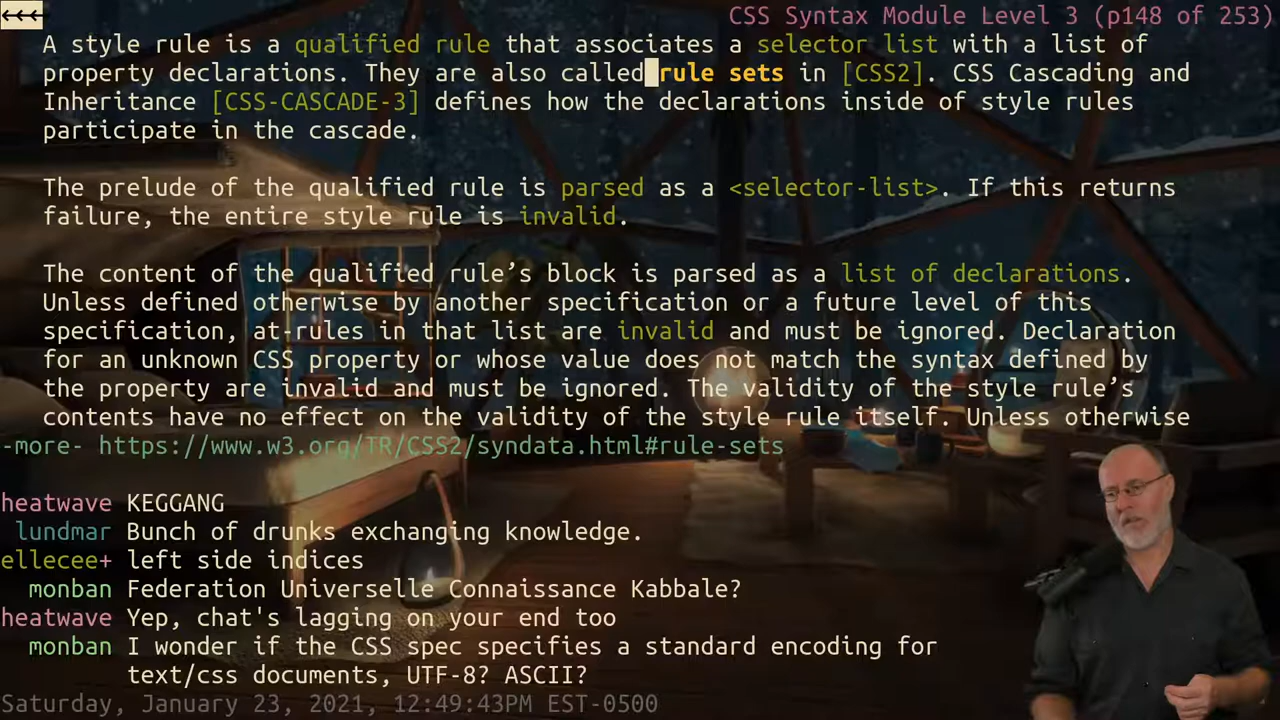 ←←←
CSS Syntax Module Level 3 (p148 of 253)
A style rule is a qualified rule that associates a selector list with a list of
property declarations. They are also called rule sets in [CSS2]. CSS Cascading and
Inheritance [CSS-CASCADE-3] defines how the declarations inside of style rules
participate in the cascade.
The prelude of the qualified rule is parsed as a <selector-list>. If this returns
failure, the entire style rule is invalid.
The content of the qualified rule’s block is parsed as a list of declarations.
Unless defined otherwise by another specification or a future level of this
specification, at-rules in that list are invalid and must be ignored. Declaration
for an unknown CSS property or whose value does not match the syntax defined by
the property are invalid and must be ignored. The validity of the style rule’s
contents have no effect on the validity of the style rule itself. Unless otherwise
-more- https://www.w3.org/TR/CSS2/syndata.html#rule-sets
heatwave KEGGANG
lundmar Bunch of drunks exchanging knowledge.
ellecee+ left side indices
monban Federation Universelle Connaissance Kabbale?
heatwave Yep, chat's lagging on your end too
monban I wonder if the CSS spec specifies a standard encoding for
text/css documents, UTF-8? ASCII?
Saturday, January 23, 2021, 12:49:43PM EST-0500